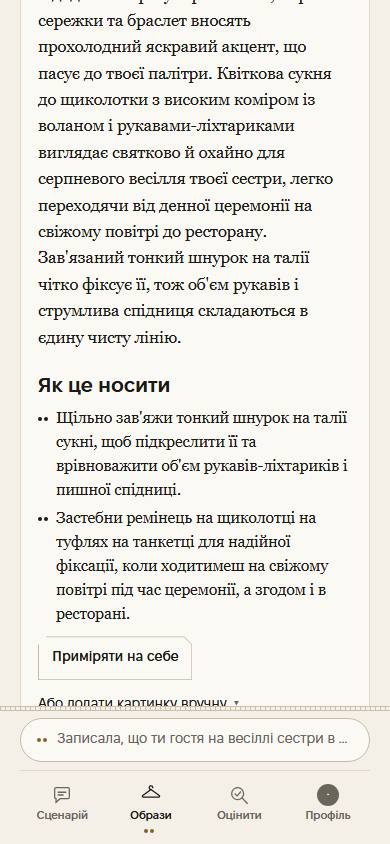 сережки та браслет вносять
прохолодний яскравий акцент, що
пасує до твоєї палітри. Квіткова сукня
до щиколотки з високим коміром із
воланом і рукавами-ліхтариками
виглядає святково й охайно для
серпневого весілля твоєї сестри, легко
переходячи від денної церемонії на
свіжому повітрі до ресторану.
Зав'язаний тонкий шнурок на талії
чітко фіксує її, тож об'єм рукавів і
струмлива спідниця складаються в
єдину чисту лінію.
Як це носити
Щільно зав'яжи тонкий шнурок на талії
сукні, щоб підкреслити її та
врівноважити об'єм рукавів-ліхтариків і
пишної спідниці.
Застебни ремінець на щиколотці на
туфлях на танкетці для надійної
фіксації, коли ходитимеш на свіжому
повітрі під час церемонії, а згодом і в
ресторані.
Приміряти на себе
Або додати картинку вручну
Записала, що ти гостя на весіллі сестри в ...
Сценарій
Образи
Оцінити
Профіль